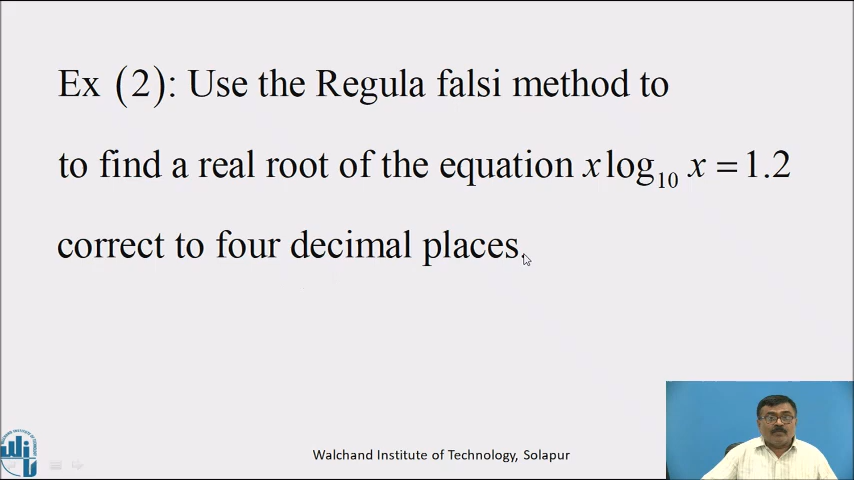 Ex (2): Use the Regula falsi method to
to find a real root of the equation x log₁₀ x = 1.2
correct to four decimal places.
Walchand Institute of Technology, Solapur